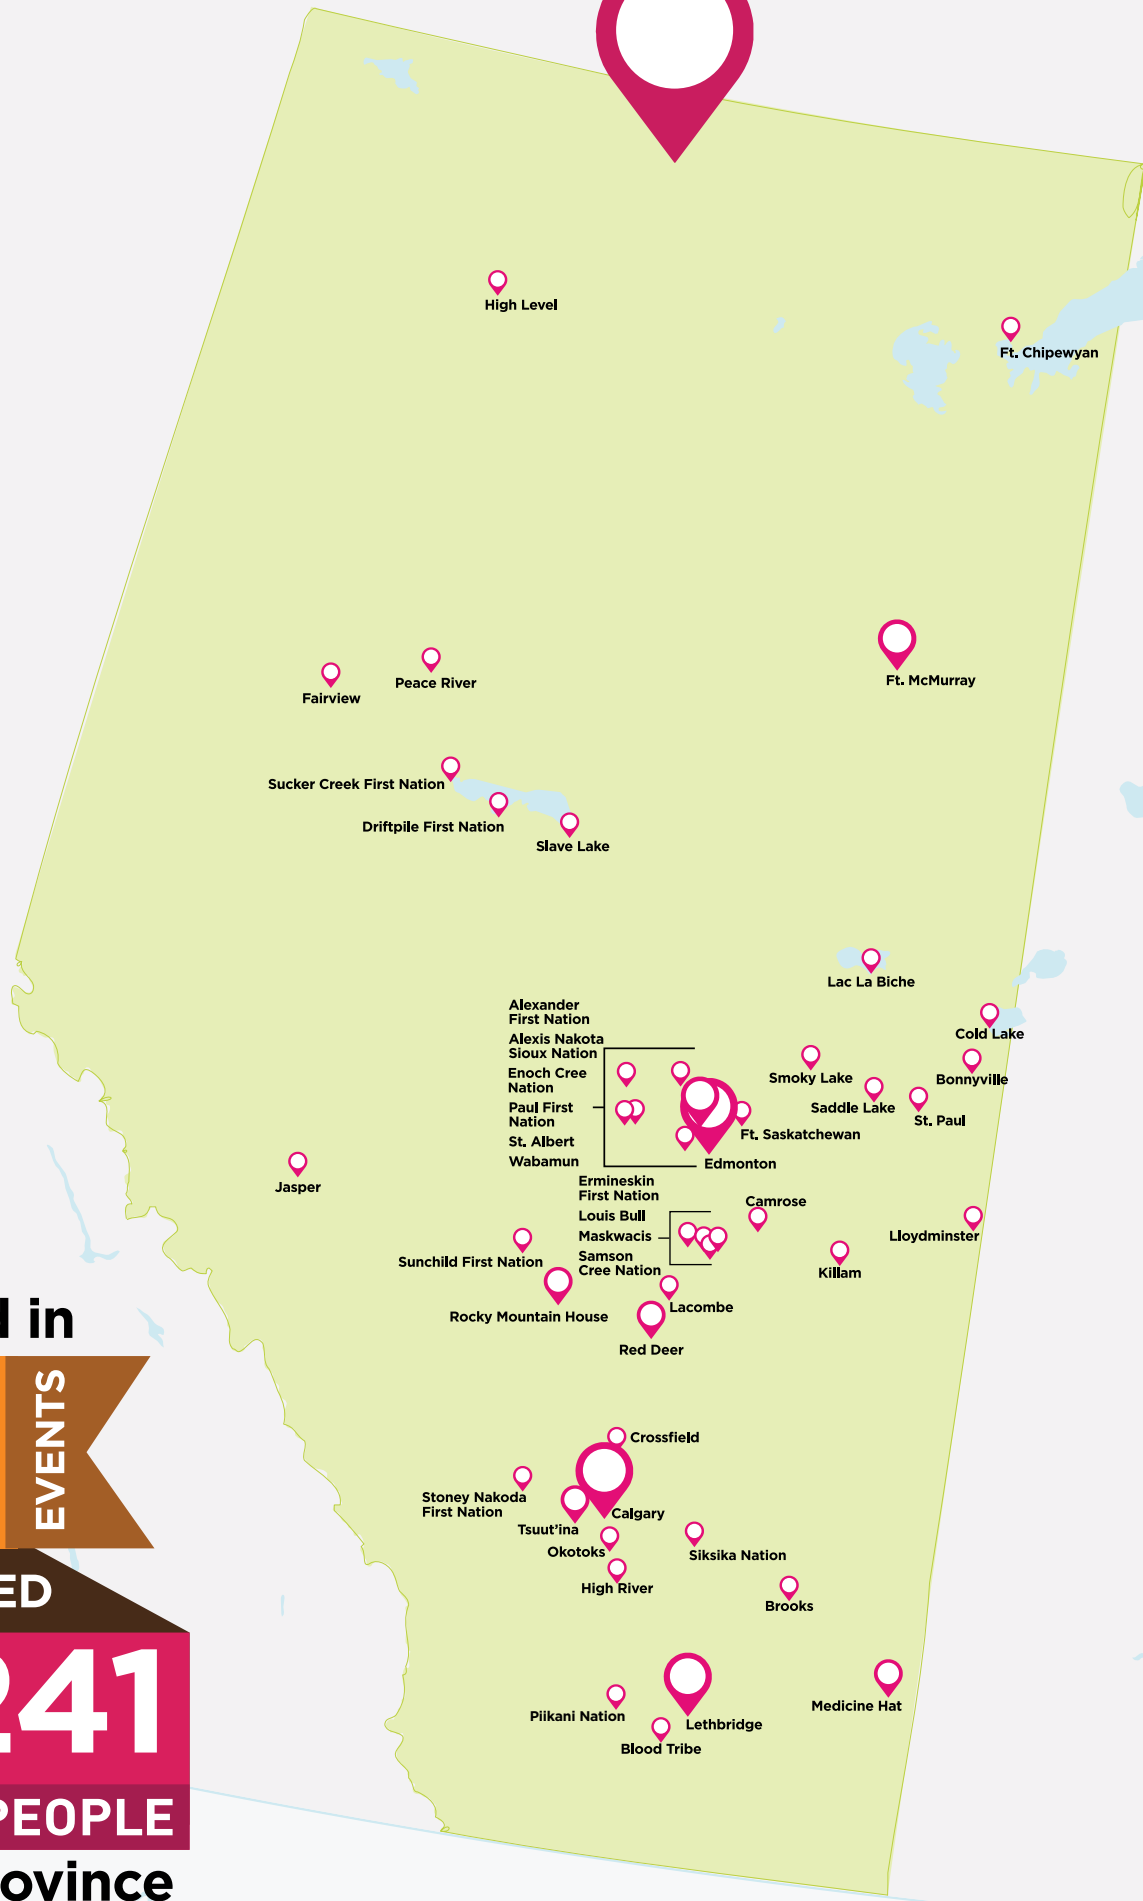 High Level
Ft. Chipewyan
Ft. McMurray
Peace River
Fairview
Sucker Creek First Nation
Driftpile First Nation
Slave Lake
Lac La Biche
Alexander
First Nation
Alexis Nakota
Sioux Nation
Enoch Cree
Nation
Paul First
Nation
St. Albert
Wabamun
Cold Lake
Bonnyville
Smoky Lake
Saddle Lake
St. Paul
Ft. Saskatchewan
Edmonton
Jasper
Ermineskin
First Nation
Louis Bull
Maskwacis
Samson
Cree Nation
Camrose
Lloydminster
Killam
Sunchild First Nation
Rocky Mountain House
Lacombe
Red Deer
in
EVENTS
ED
241
PEOPLE
ovince
Crossfield
Stoney Nakoda
First Nation
Calgary
Tsuut'ina
Okotoks
Siksika Nation
High River
Brooks
Medicine Hat
Piikani Nation
Lethbridge
Blood Tribe